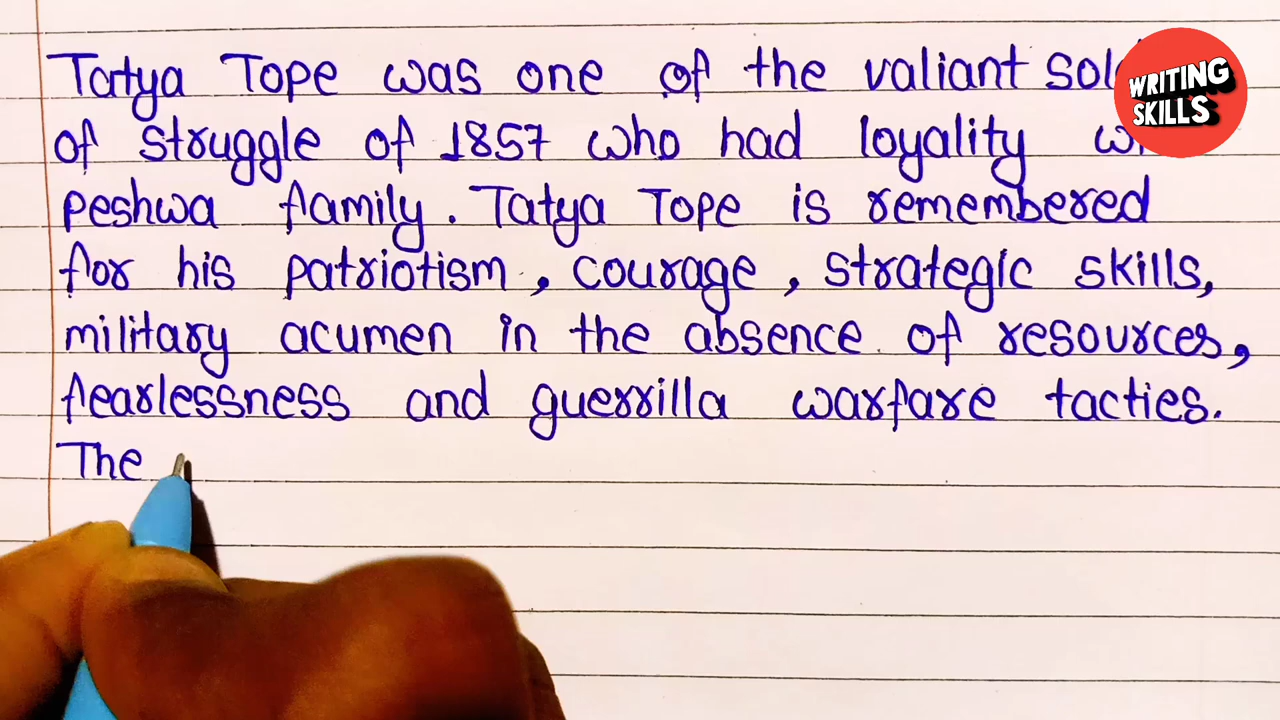 Tatya Tope was one of the valiant
of struggle of 1857 who had loyality
peshwa family. Tatya Tope is remembered
for his patriotism, courage, strategic skills,
military acumen in the absence of resources,
fearlessness and guerrilla warfare tacties.
The
WRITING
SKILLS